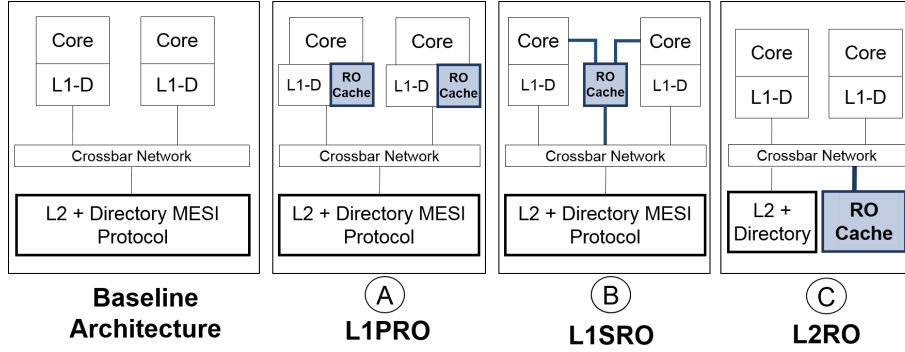 Core
Core
L1-D
L1-D
Crossbar Network
L2 + Directory MESI
Protocol
Baseline
Architecture
Core
Core
L1-D
RO
Cache
L1-D
RO
Cache
Crossbar Network
L2 + Directory MESI
Protocol
A
L1PRO
Core
Core
L1-D
RO
Cache
L1-D
Crossbar Network
L2 + Directory MESI
Protocol
B
L1SRO
Core
Core
L1-D
L1-D
Crossbar Network
L2 +
Directory
RO
Cache
C
L2RO